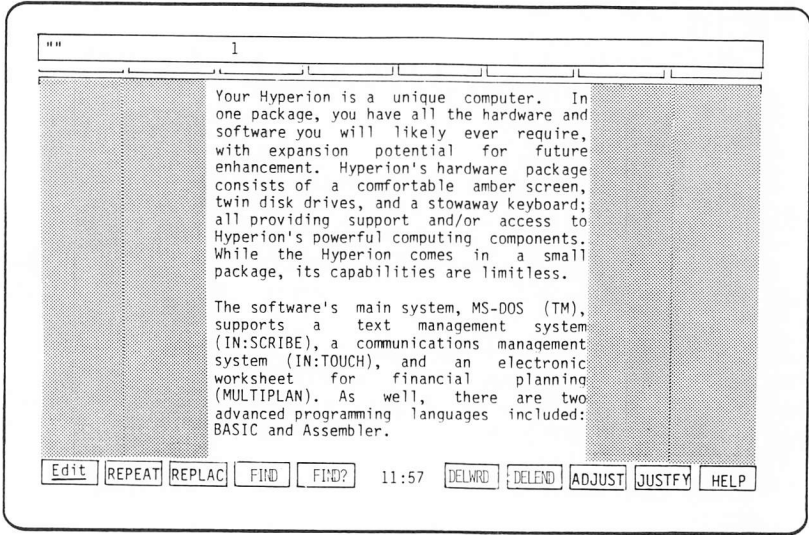 "" 1
Your Hyperion is a unique computer. In
one package, you have all the hardware and
software you will likely ever require,
with expansion potential for future
enhancement. Hyperion's hardware package
consists of a comfortable amber screen,
twin disk drives, and a stowaway keyboard;
all providing support and/or access to
Hyperion's powerful computing components.
While the Hyperion comes in a small
package, its capabilities are limitless.
The software's main system, MS-DOS (TM),
supports a text management system
(IN:SCRIBE), a communications management
system (IN:TOUCH), and an electronic
worksheet for financial planning
(MULTIPLAN). As well, there are two
advanced programming languages included:
BASIC and Assembler.
Edit REPEAT REPLAC FIND FIND? 11:57 DELWRD DELEND ADJUST JUSTFY HELP